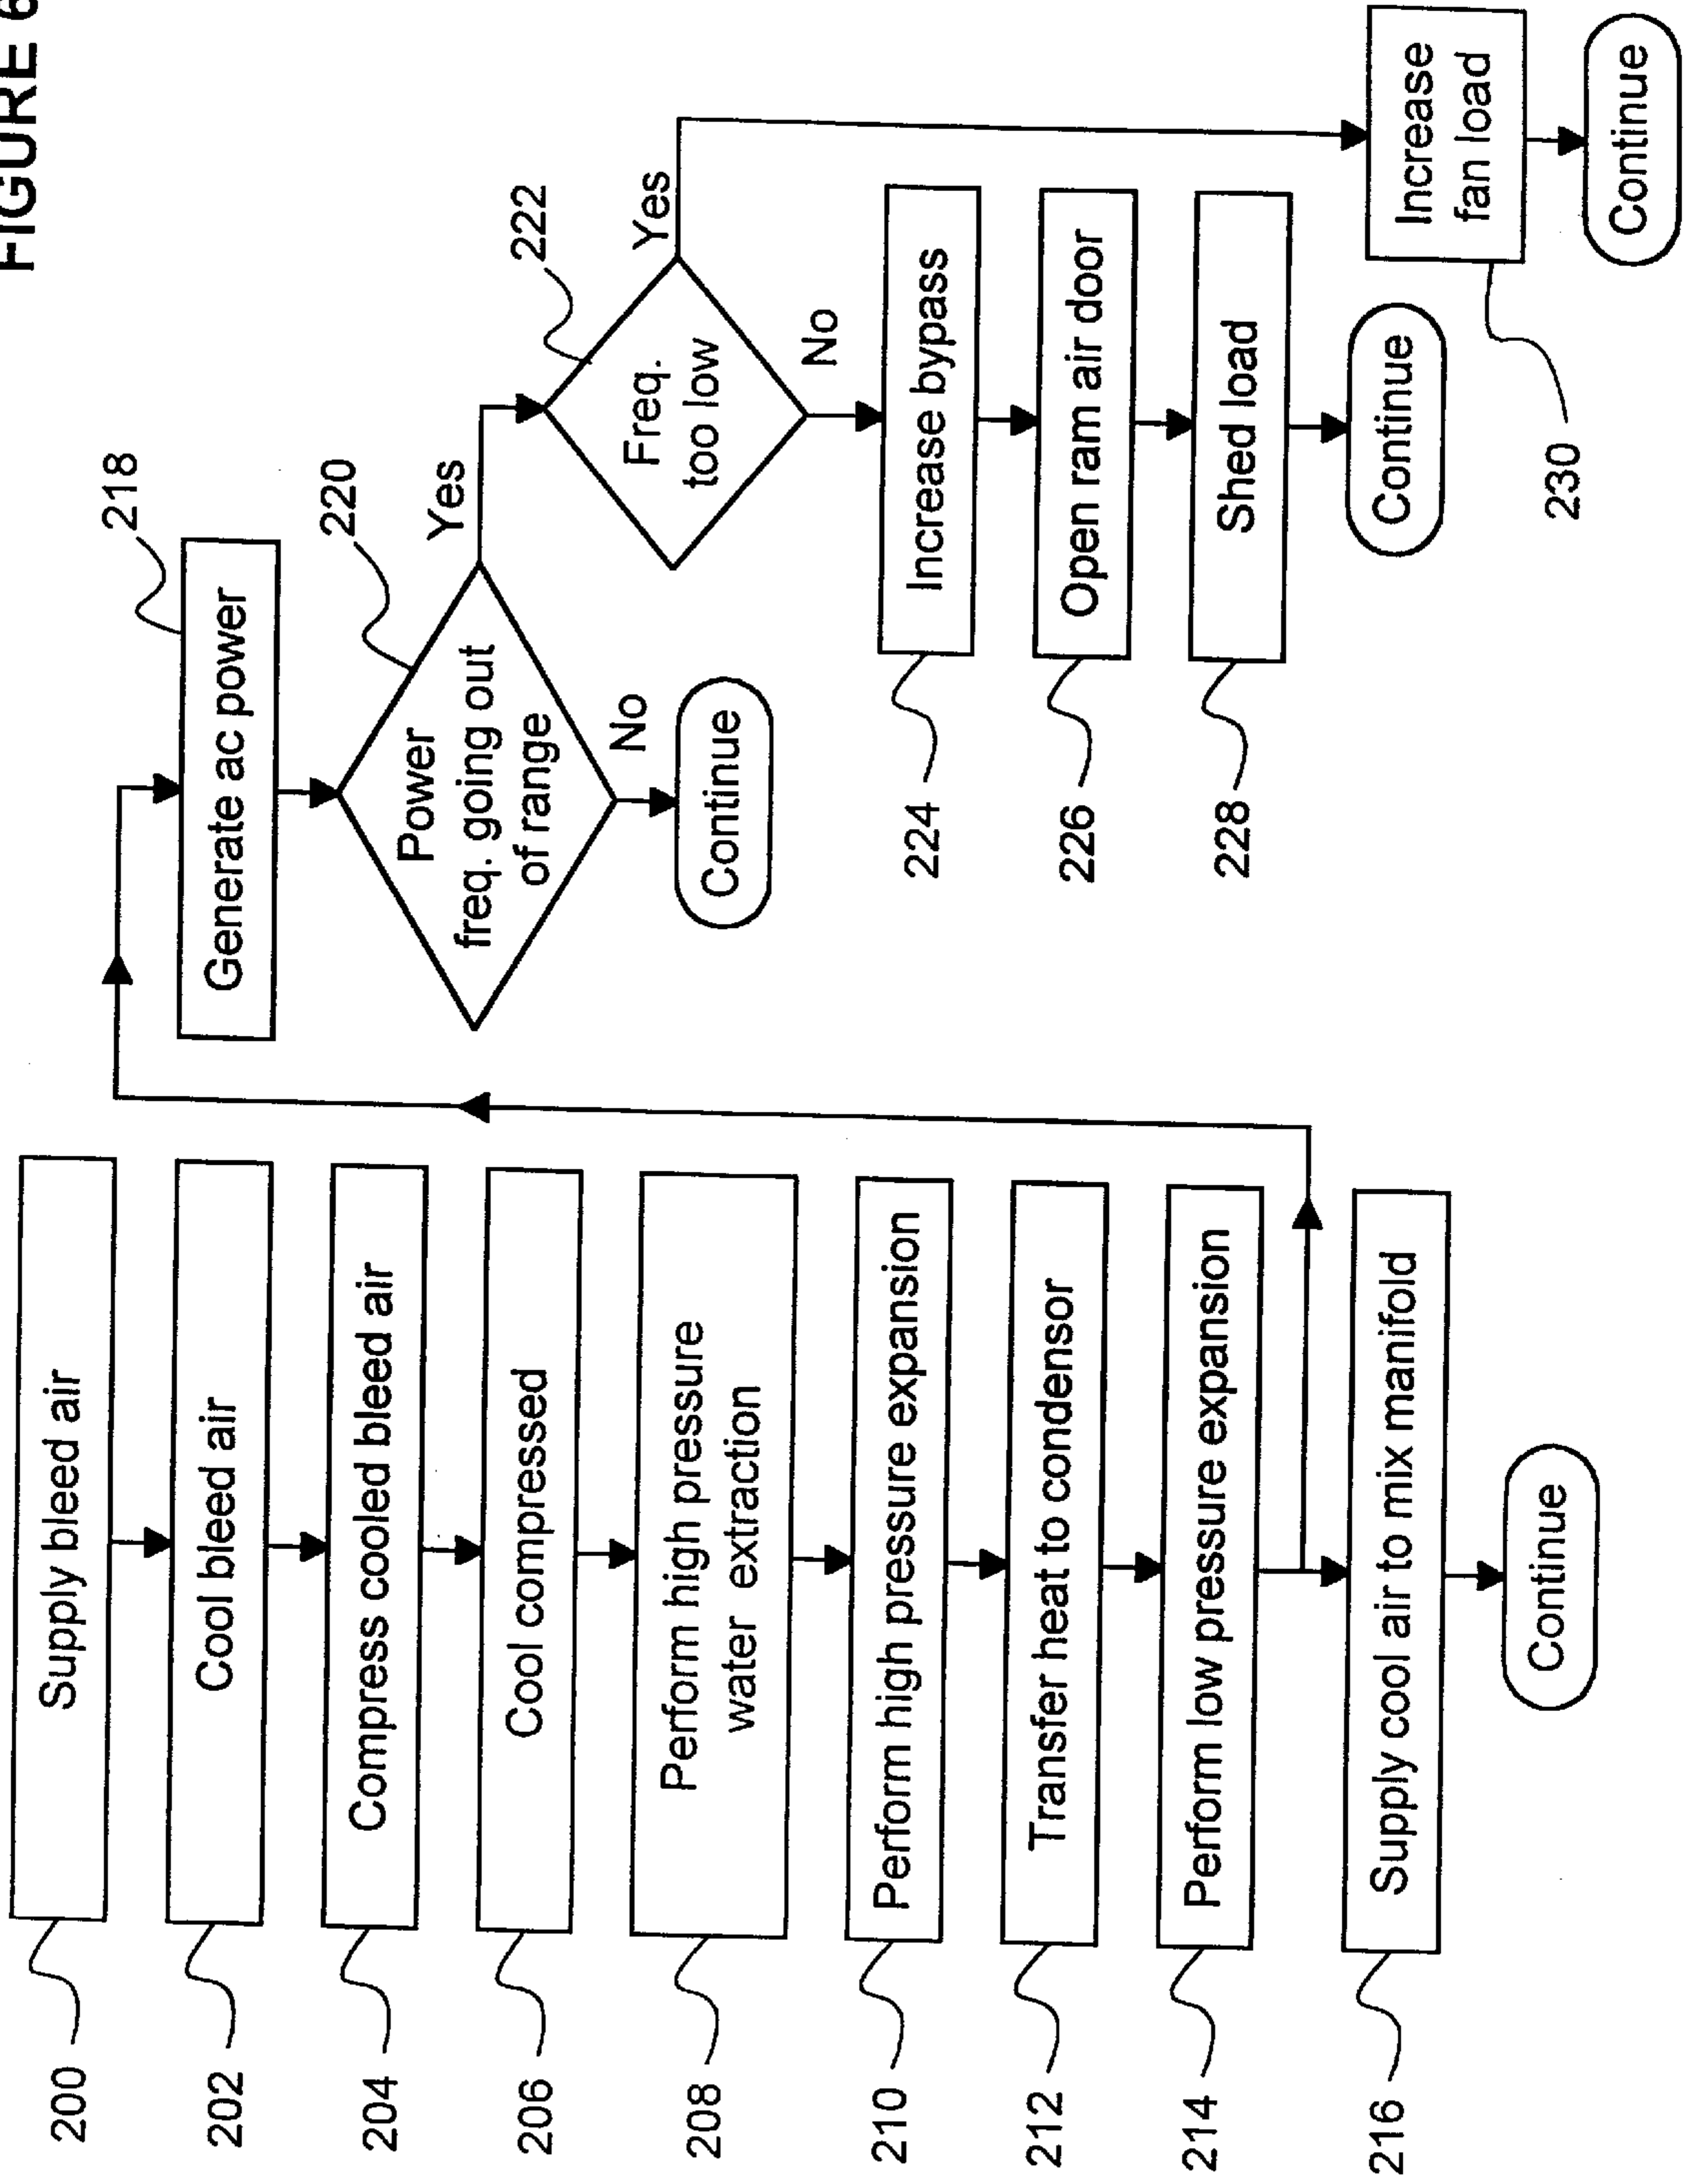 FIGURE 6
200
Supply bleed air
202
Cool bleed air
204
Compress cooled bleed air
206
Cool compressed
208
Perform high pressure
water extraction
210
Perform high pressure expansion
212
Transfer heat to condensor
214
Perform low pressure expansion
216
Supply cool air to mix manifold
Continue
218
Generate ac power
220
Power
freq. going out
of range
Yes
No
Continue
222
Freq.
too low
Yes
No
224
Increase bypass
226
Open ram air door
228
Shed load
Continue
230
Increase
fan load
Continue